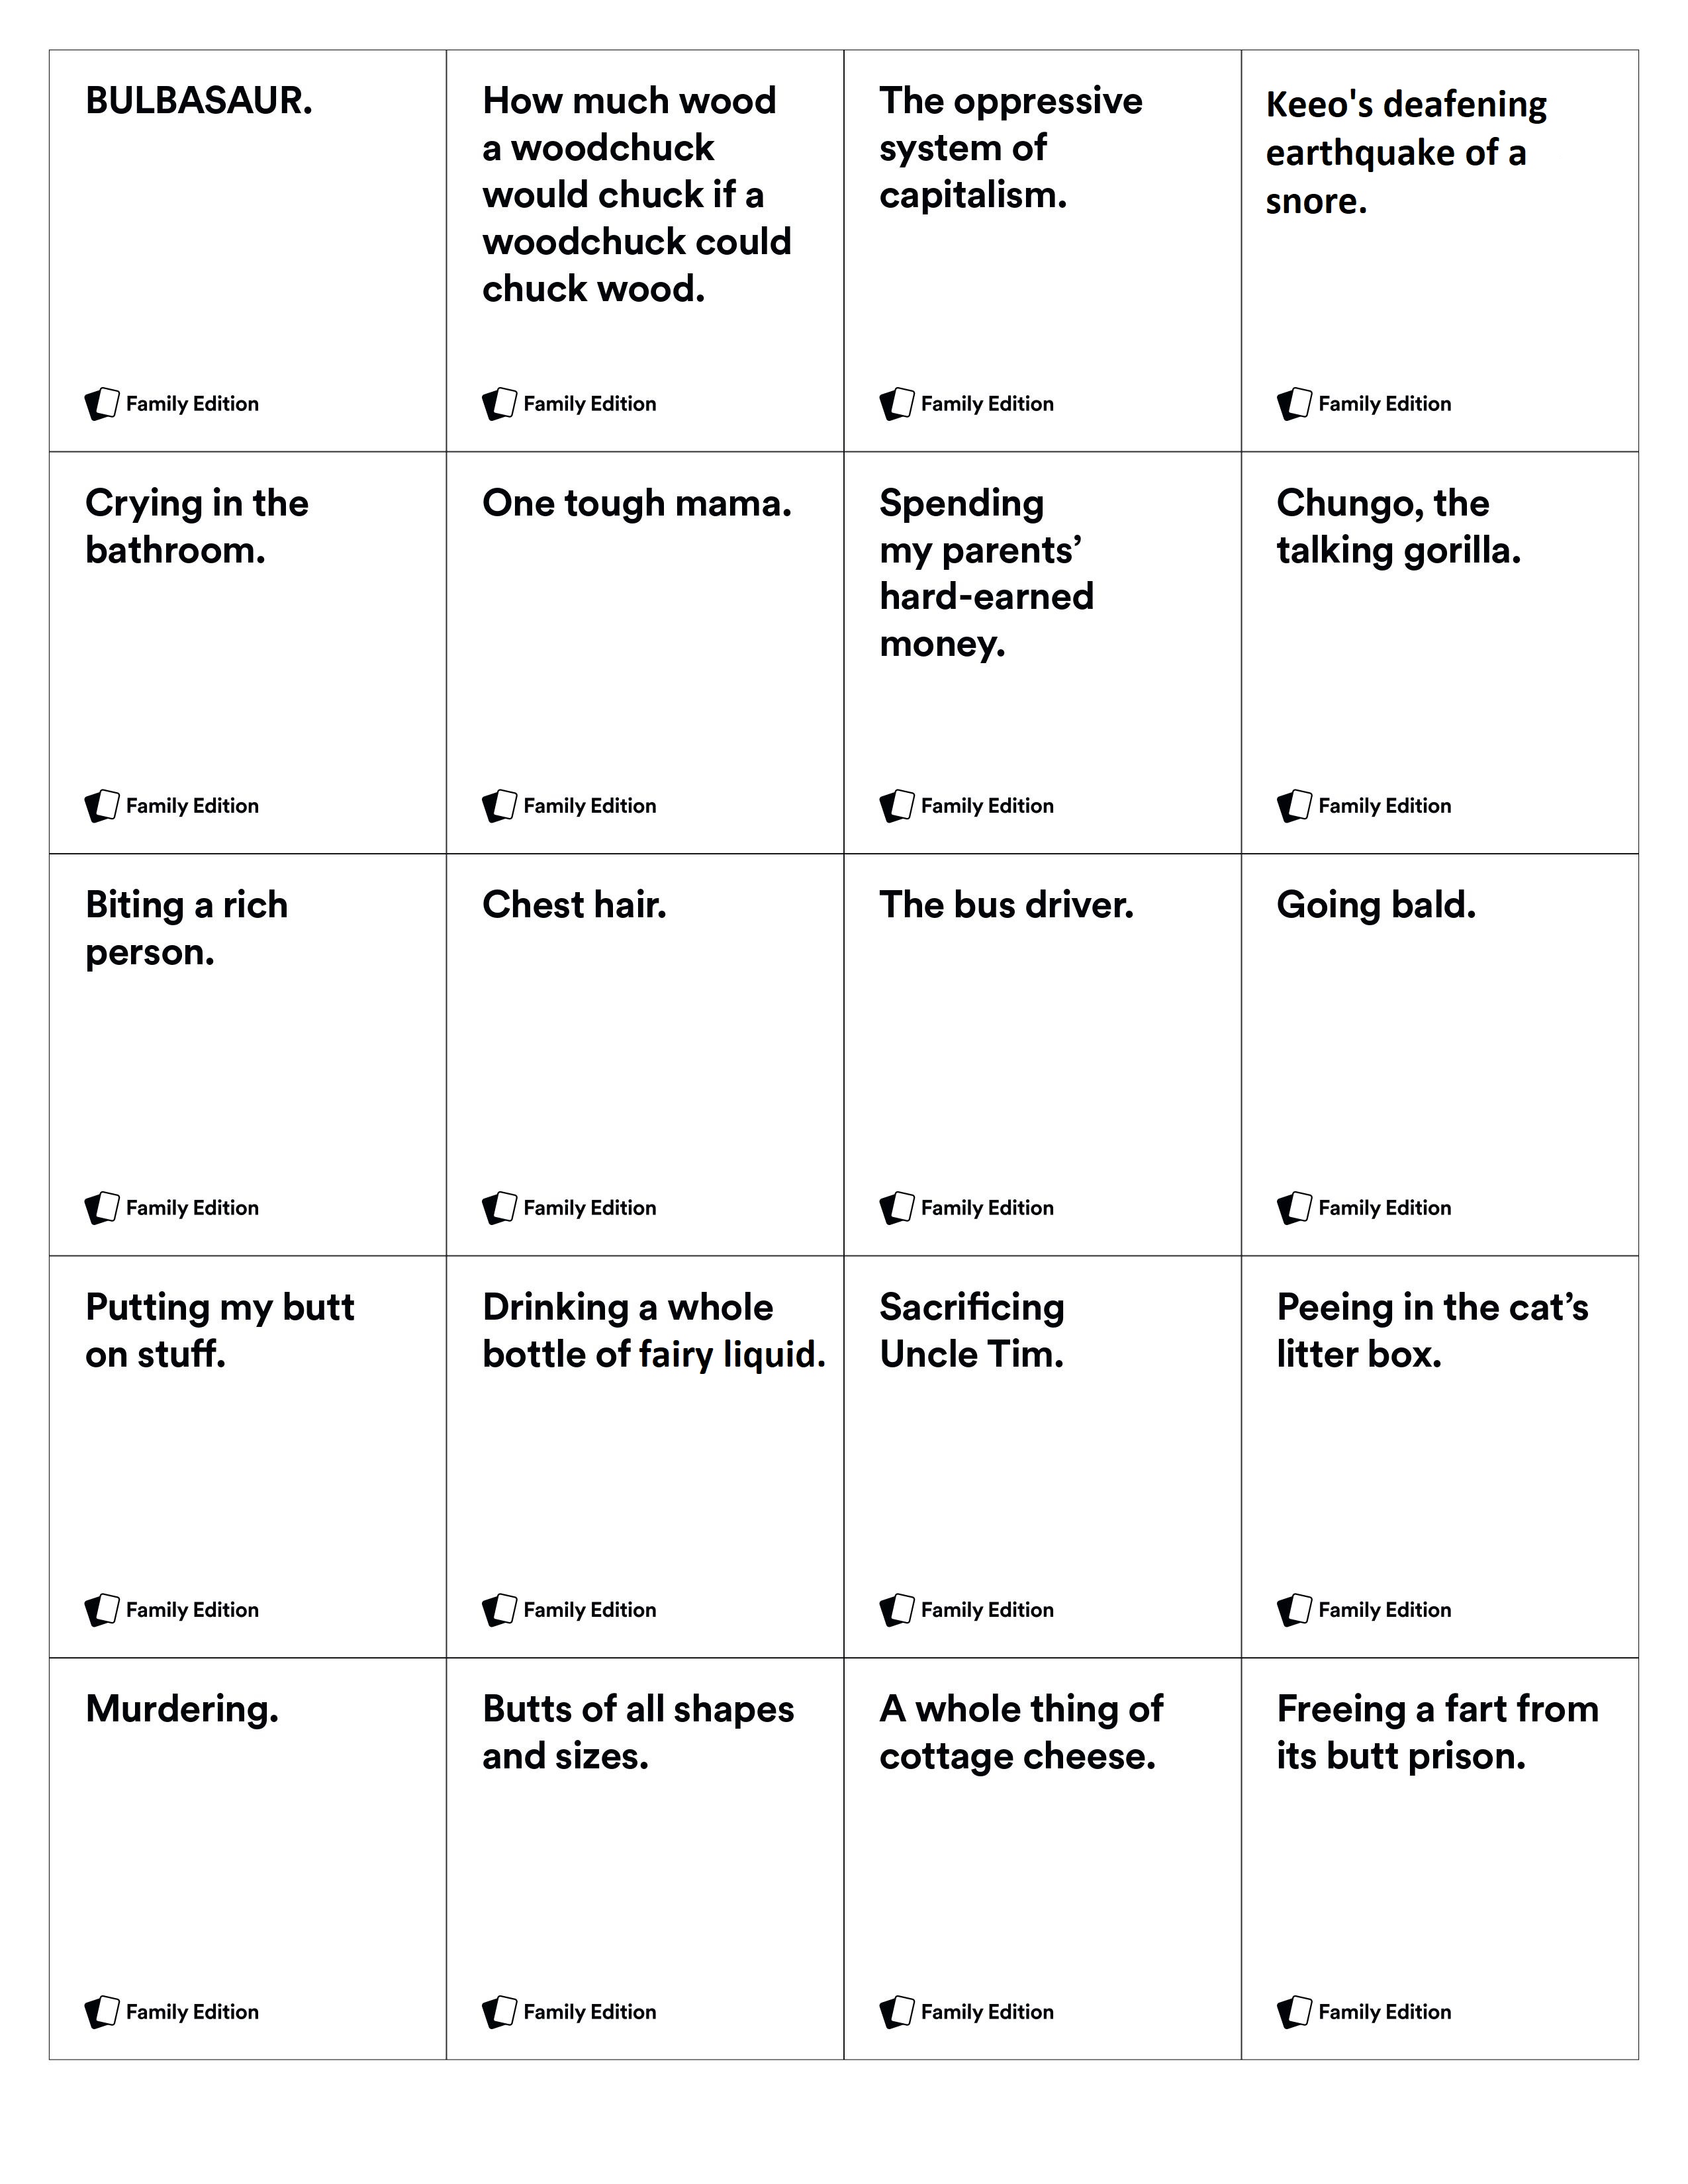 BULBASAUR.
Family Edition
How much wood
a woodchuck
would chuck if a
woodchuck could
chuck wood.
Family Edition
The oppressive
system of
capitalism.
Family Edition
Keeo's deafening
earthquake of a
snore.
Family Edition
Crying in the
bathroom.
Family Edition
One tough mama.
Family Edition
Spending
my parents’
hard-earned
money.
Family Edition
Chungo, the
talking gorilla.
Family Edition
Biting a rich
person.
Family Edition
Chest hair.
Family Edition
The bus driver.
Family Edition
Going bald.
Family Edition
Putting my butt
on stuff.
Family Edition
Drinking a whole
bottle of fairy liquid.
Family Edition
Sacrificing
Uncle Tim.
Family Edition
Peeing in the cat’s
litter box.
Family Edition
Murdering.
Family Edition
Butts of all shapes
and sizes.
Family Edition
A whole thing of
cottage cheese.
Family Edition
Freeing a fart from
its butt prison.
Family Edition